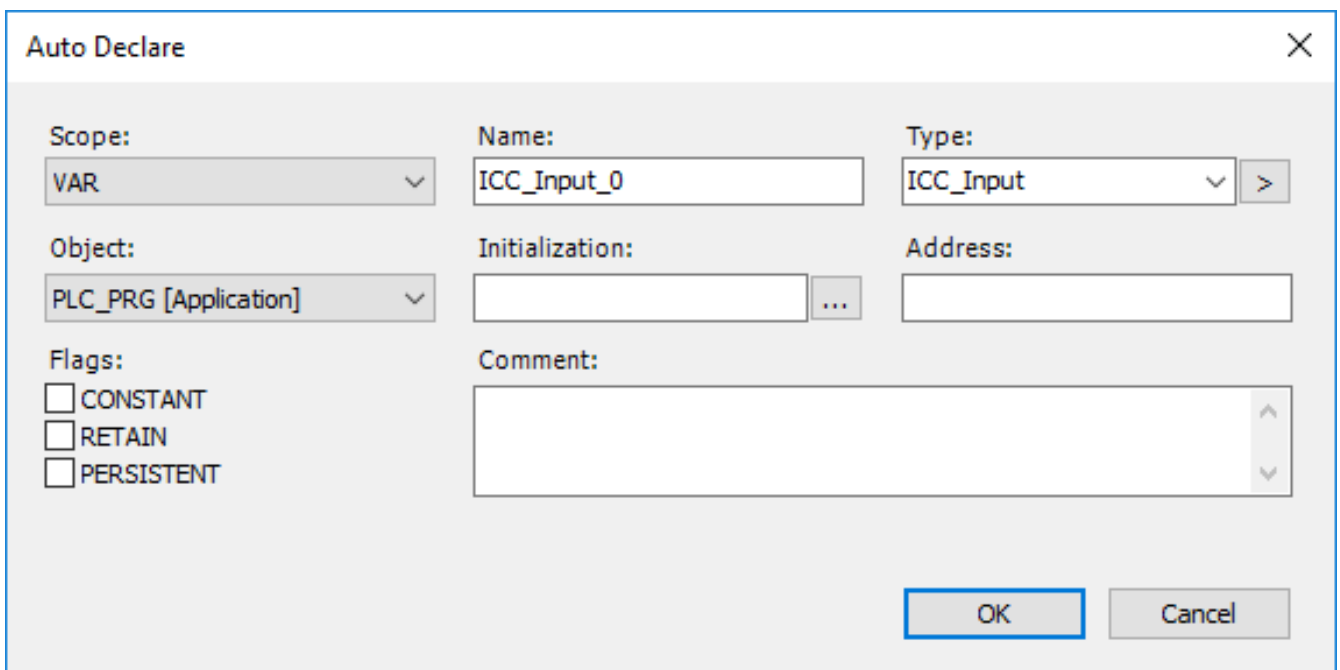 Auto Declare
Scope:
Name:
Type:
VAR
ICC_Input_0
ICC_Input
>
Object:
Initialization:
Address:
PLC_PRG [Application]
...
Flags:
Comment:
CONSTANT
RETAIN
PERSISTENT
OK
Cancel